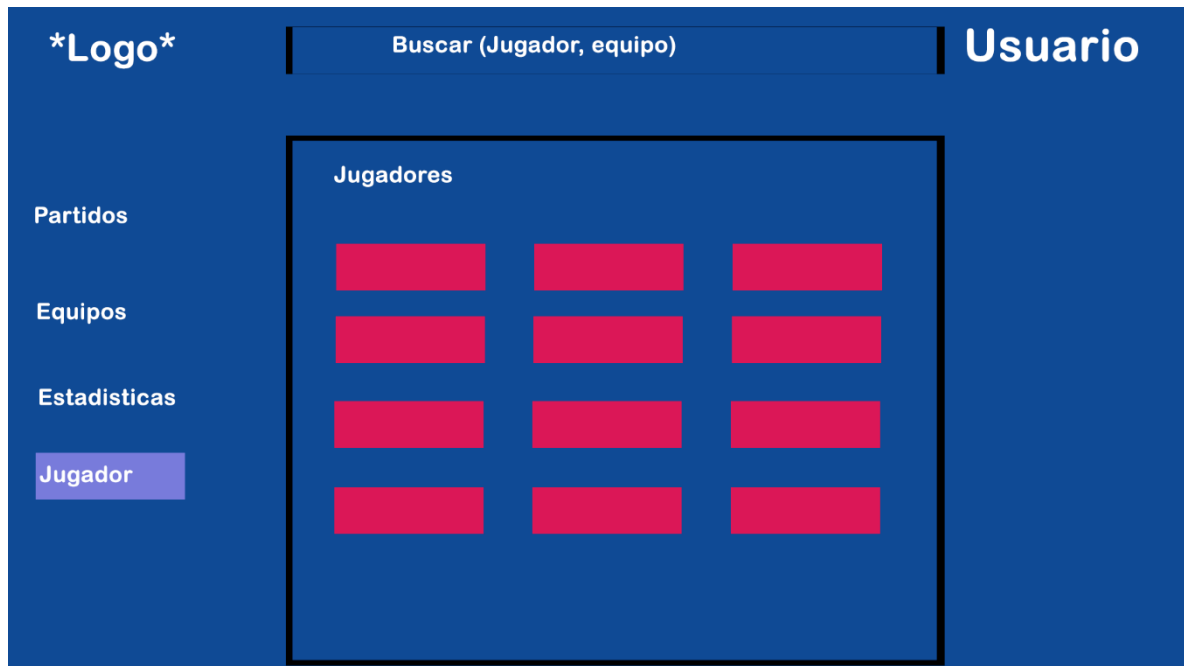 *Logo*
Buscar (Jugador, equipo)
Usuario
Jugadores
Partidos
Equipos
Estadisticas
Jugador